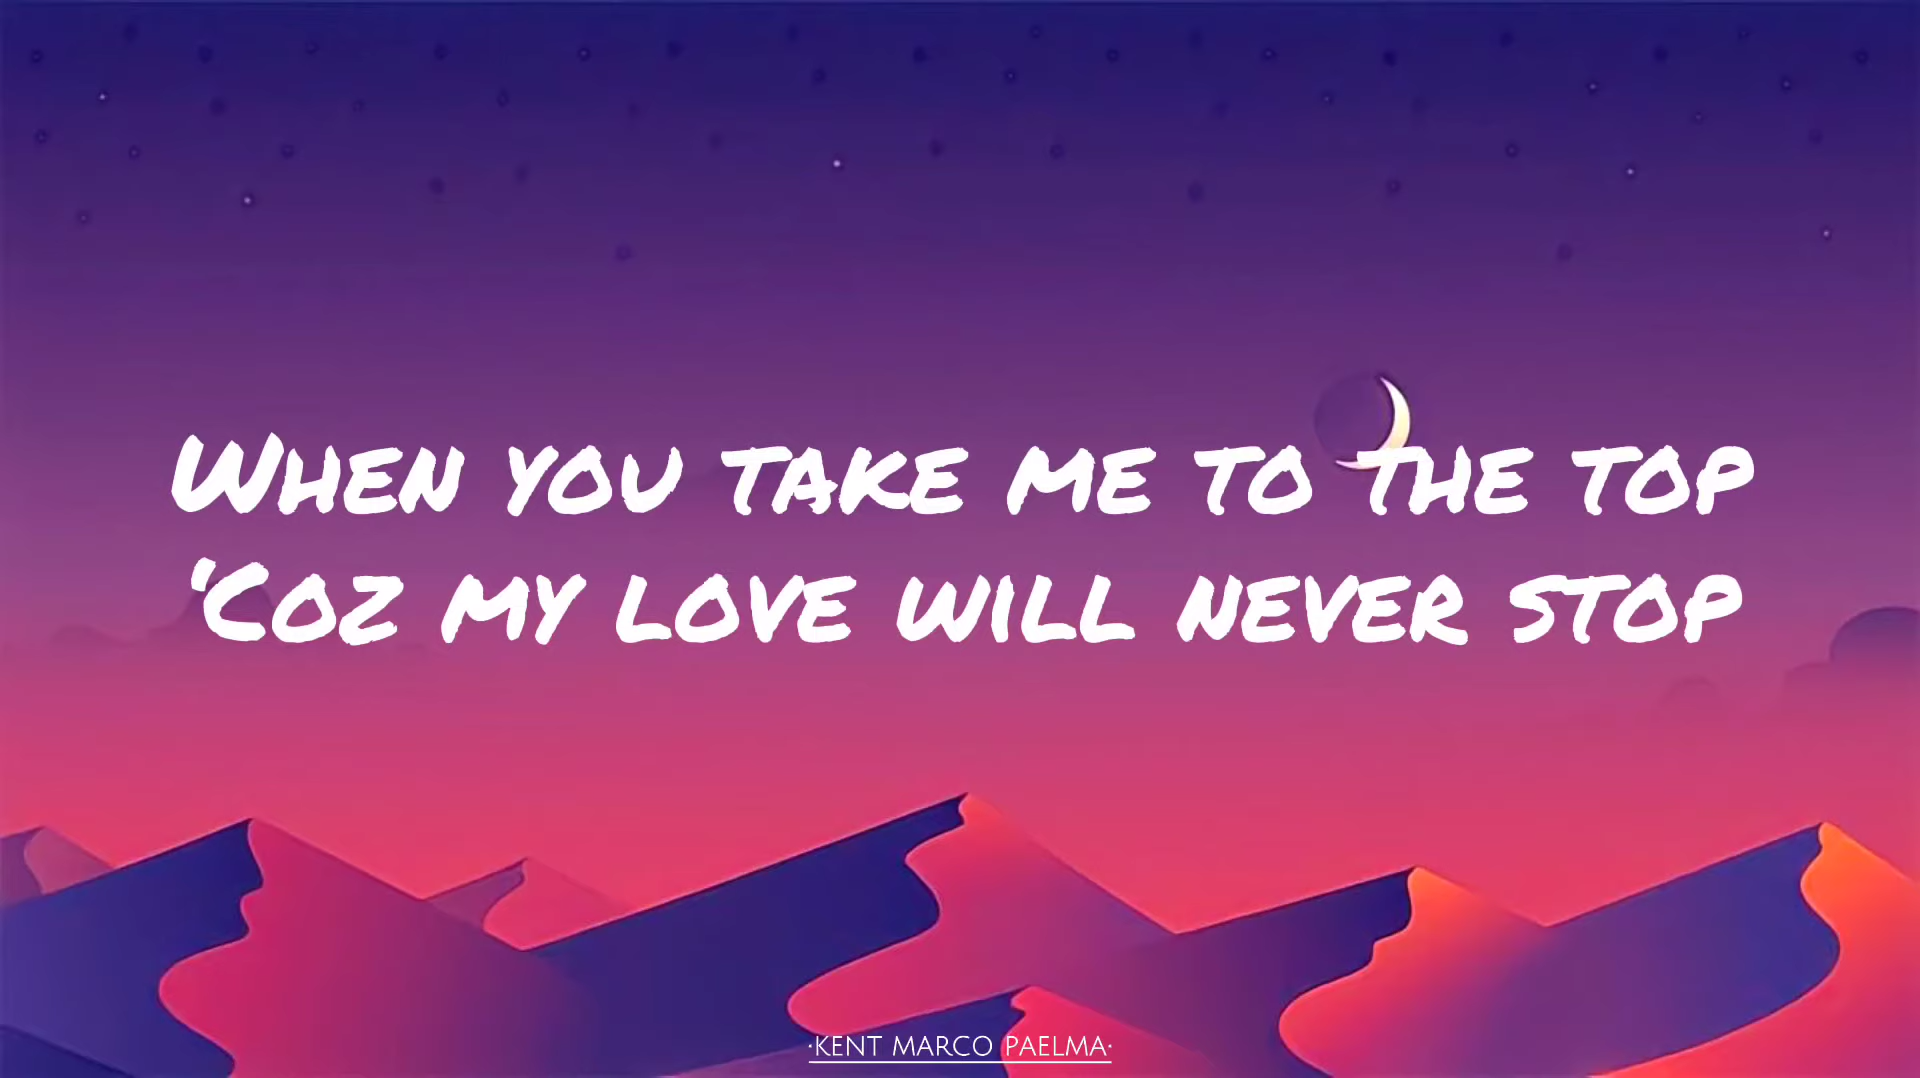 When you take me to the top
'Coz my love will never stop
·KENT MARCO PAELMA·